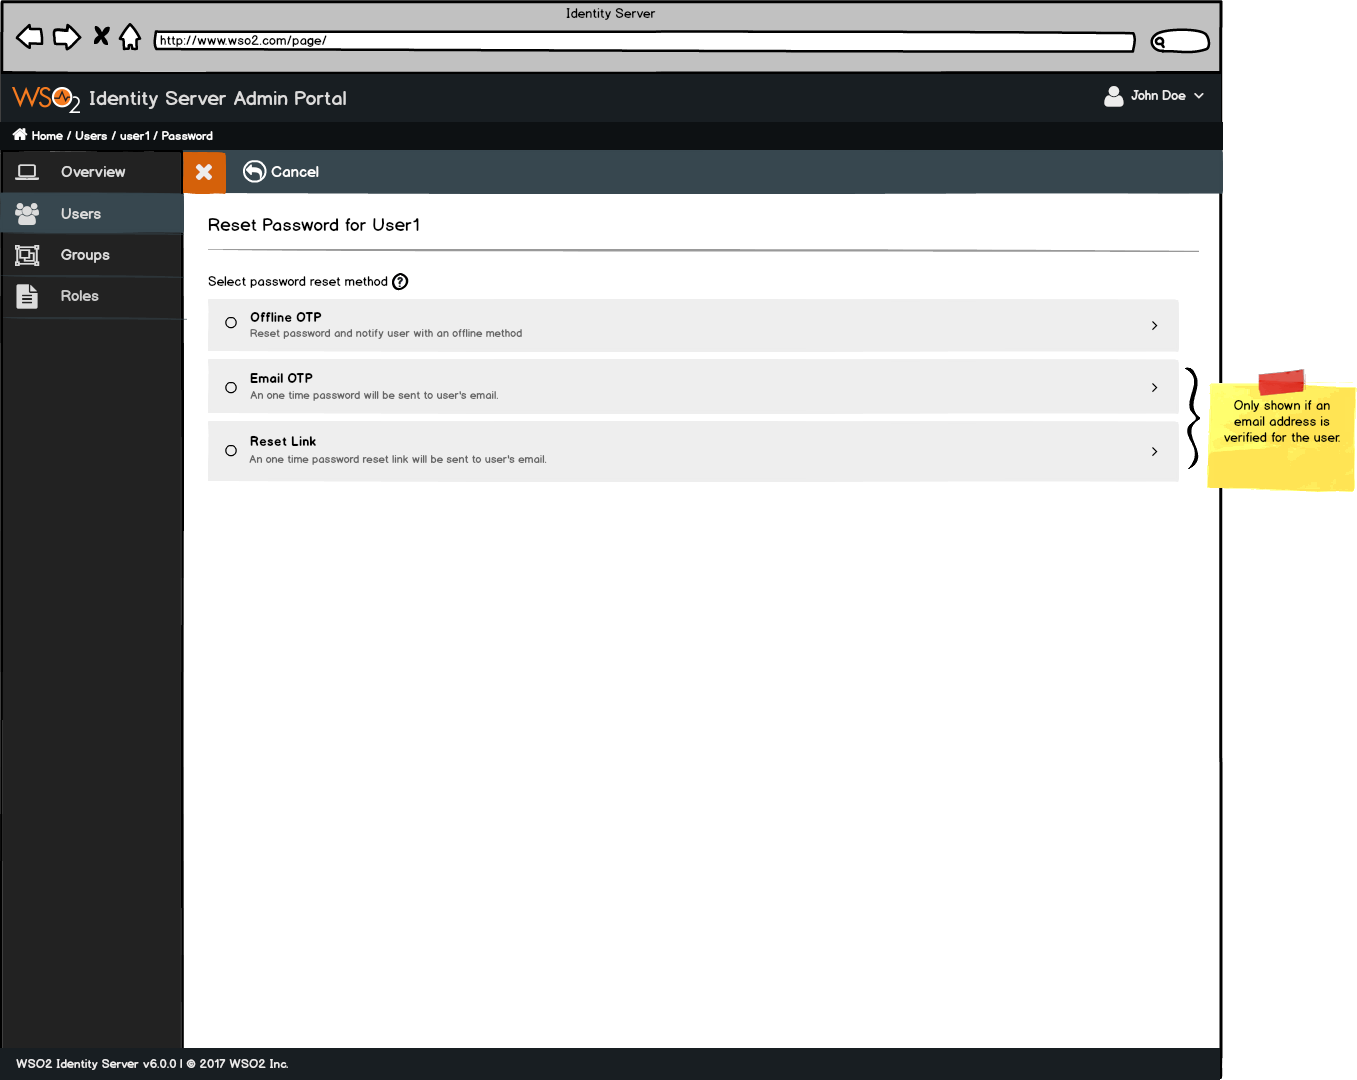 Identity Server
http://www.wso2.com/page/
WSO2 Identity Server Admin Portal
John Doe
Home / Users / user1 / Password
Overview
Cancel
Users
Groups
Roles
Reset Password for User1
Select password reset method ?
Offline OTP
Reset password and notify user with an offline method
Email OTP
An one time password will be sent to user's email.
Reset Link
An one time password reset link will be sent to user's email.
Only shown if an
email address is
verified for the user.
WSO2 Identity Server v6.0.0 | © 2017 WSO2 Inc.